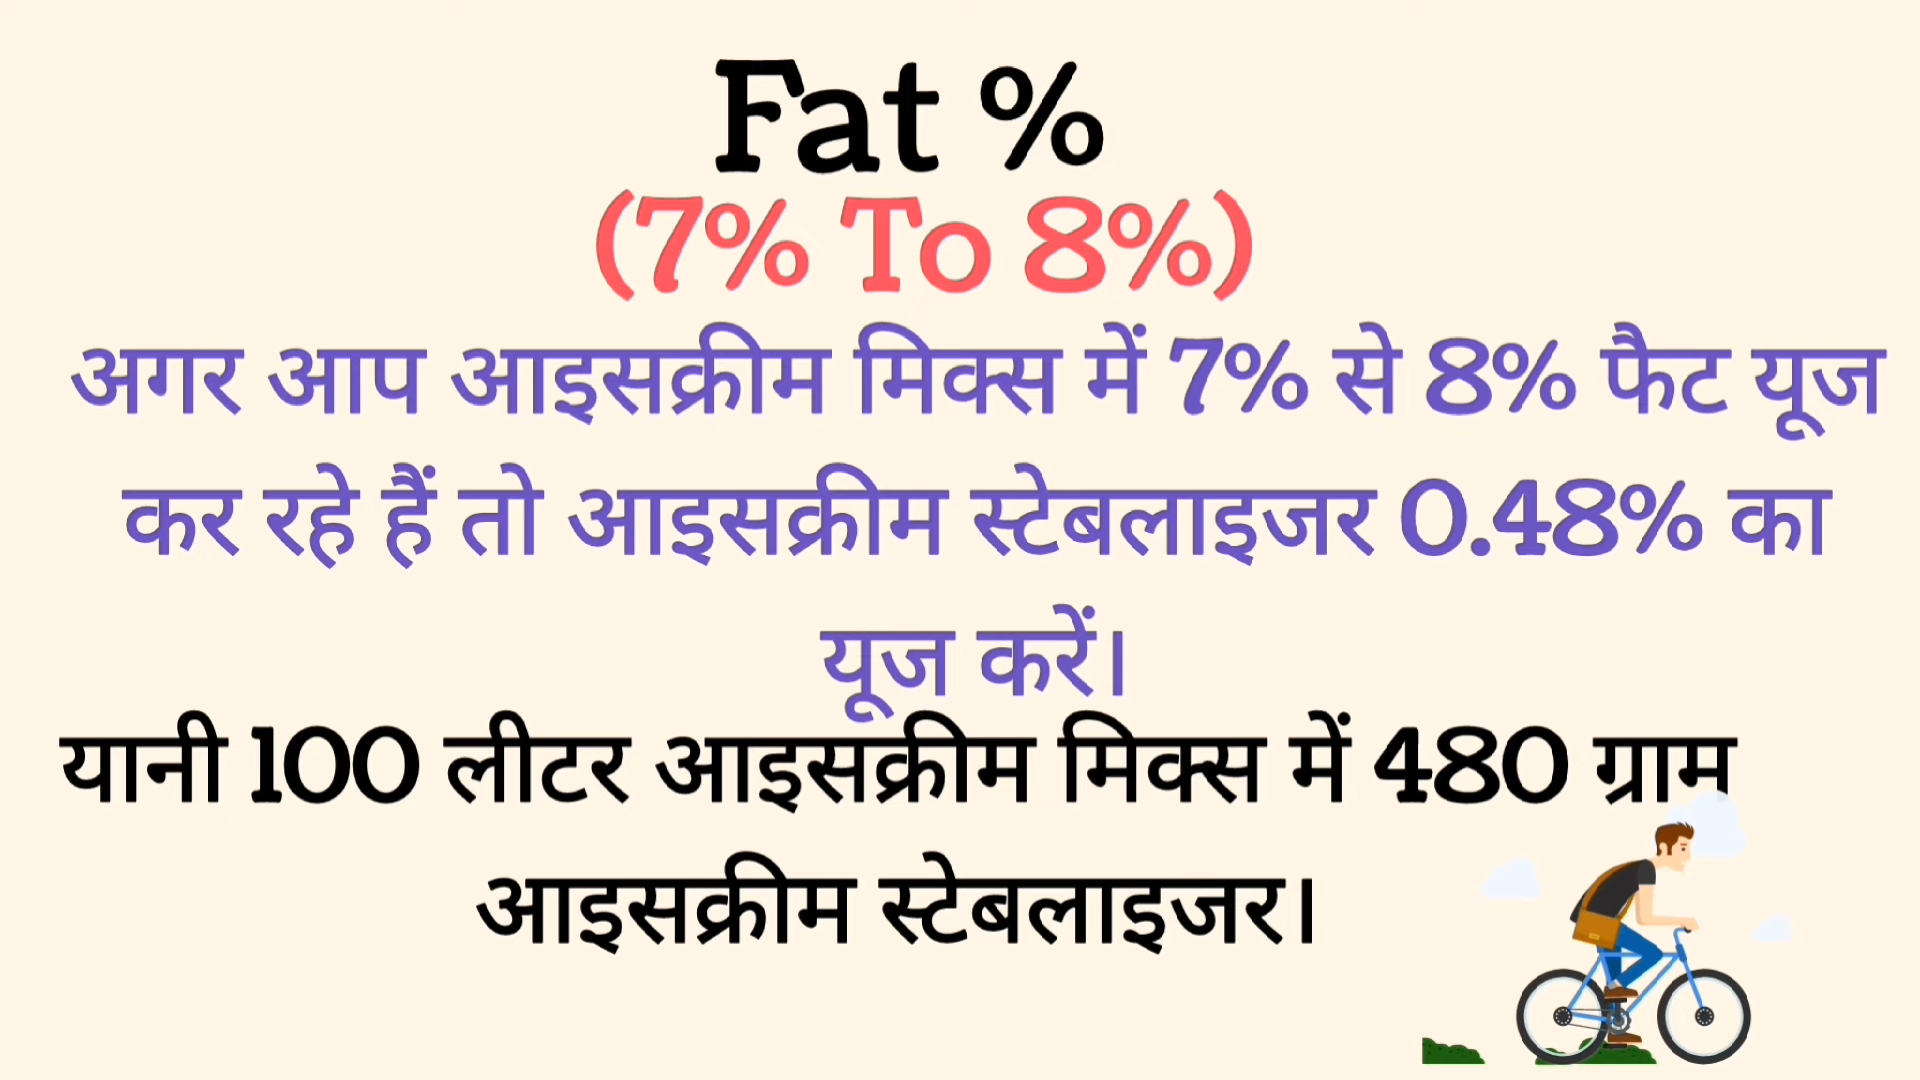 Fat %
(7% To 8%)
अगर आप आइसक्रीम मिक्स में 7% से 8% फैट यूज
कर रहे हैं तो आइसक्रीम स्टेबलाइजर 0.48% का
यूज करें।
यानी 100 लीटर आइसक्रीम मिक्स में 480 ग्राम
आइसक्रीम स्टेबलाइजर।